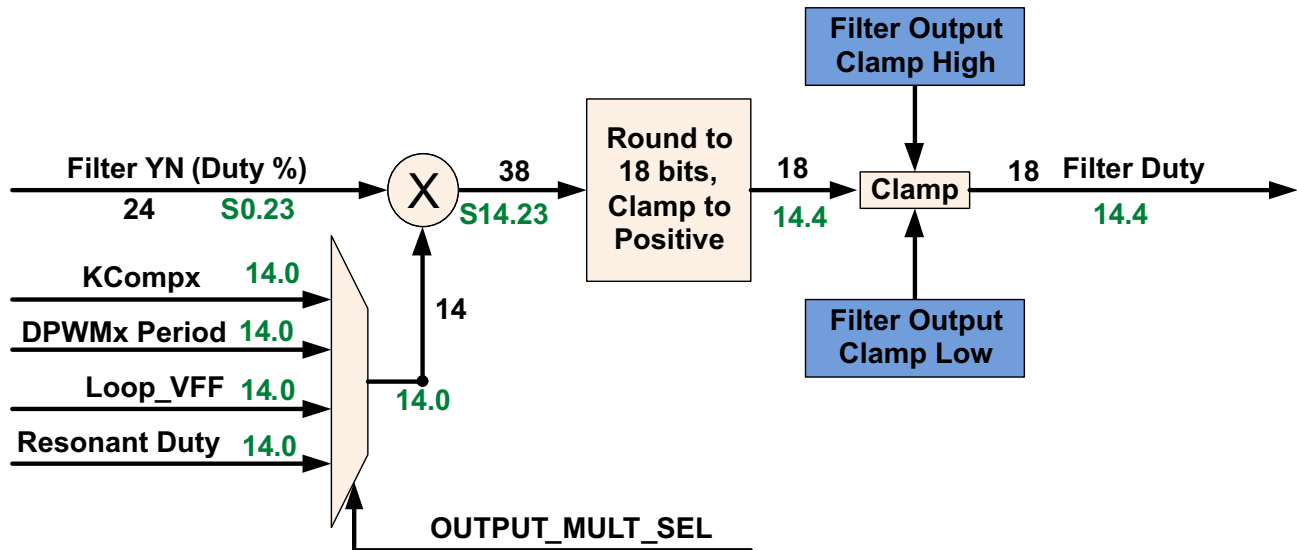 Filter Output
Clamp High
Filter YN (Duty %)
24
S0.23
X
38
S14.23
Round to
18 bits,
Clamp to
Positive
18
14.4
Clamp
18
Filter Duty
14.4
KCompx
14.0
DPWMx Period
14.0
Loop_VFF
14.0
Resonant Duty
14.0
14
14.0
Filter Output
Clamp Low
OUTPUT_MULT_SEL